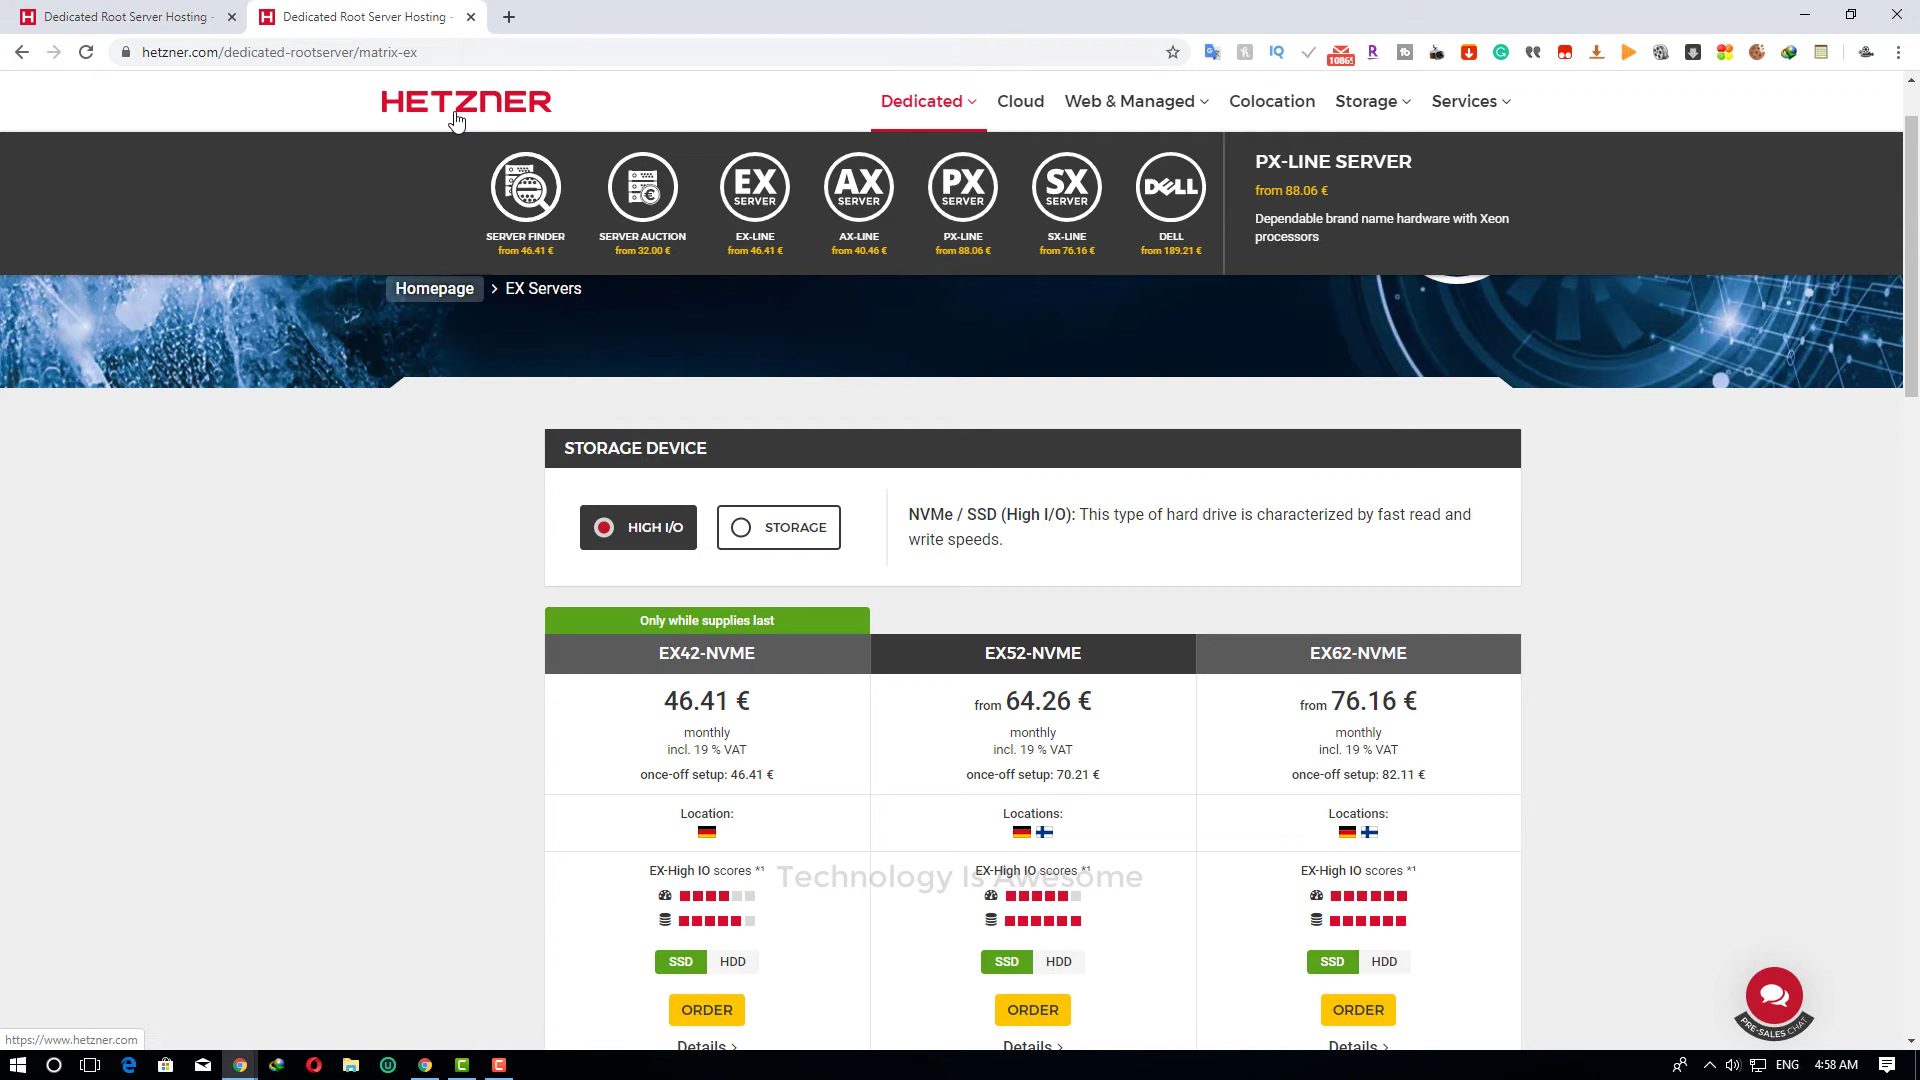 Dedicated Root Server Hosting -
Dedicated Root Server Hosting -
hetzner.com/dedicated-rootserver/matrix-ex
HETZNER
Dedicated
Cloud
Web & Managed
Colocation
Storage
Services
EX
SERVER
AX
SERVER
PX
SERVER
SX
SERVER
DELL
SERVER FINDER
from 46.41 €
SERVER AUCTION
from 32.00 €
EX-LINE
from 46.41 €
AX-LINE
from 40.46 €
PX-LINE
from 88.06 €
SX-LINE
from 76.16 €
DELL
from 189.21 €
PX-LINE SERVER
from 88.06 €
Dependable brand name hardware with Xeon
processors
Homepage > EX Servers
STORAGE DEVICE
HIGH I/O
STORAGE
NVMe / SSD (High I/O): This type of hard drive is characterized by fast read and
write speeds.
Only while supplies last
EX42-NVME
46.41 €
monthly
incl. 19 % VAT
once-off setup: 46.41 €
Location:
EX-High IO scores *¹
SSD HDD
ORDER
Details >
EX52-NVME
from 64.26 €
monthly
incl. 19 % VAT
once-off setup: 70.21 €
Locations:
EX-High IO scores *¹
SSD HDD
ORDER
Details >
EX62-NVME
from 76.16 €
monthly
incl. 19 % VAT
once-off setup: 82.11 €
Locations:
EX-High IO scores *¹
SSD HDD
ORDER
Details >
Technology Is Awesome
PRE-SALES CHAT
https://www.hetzner.com
ENG
4:58 AM